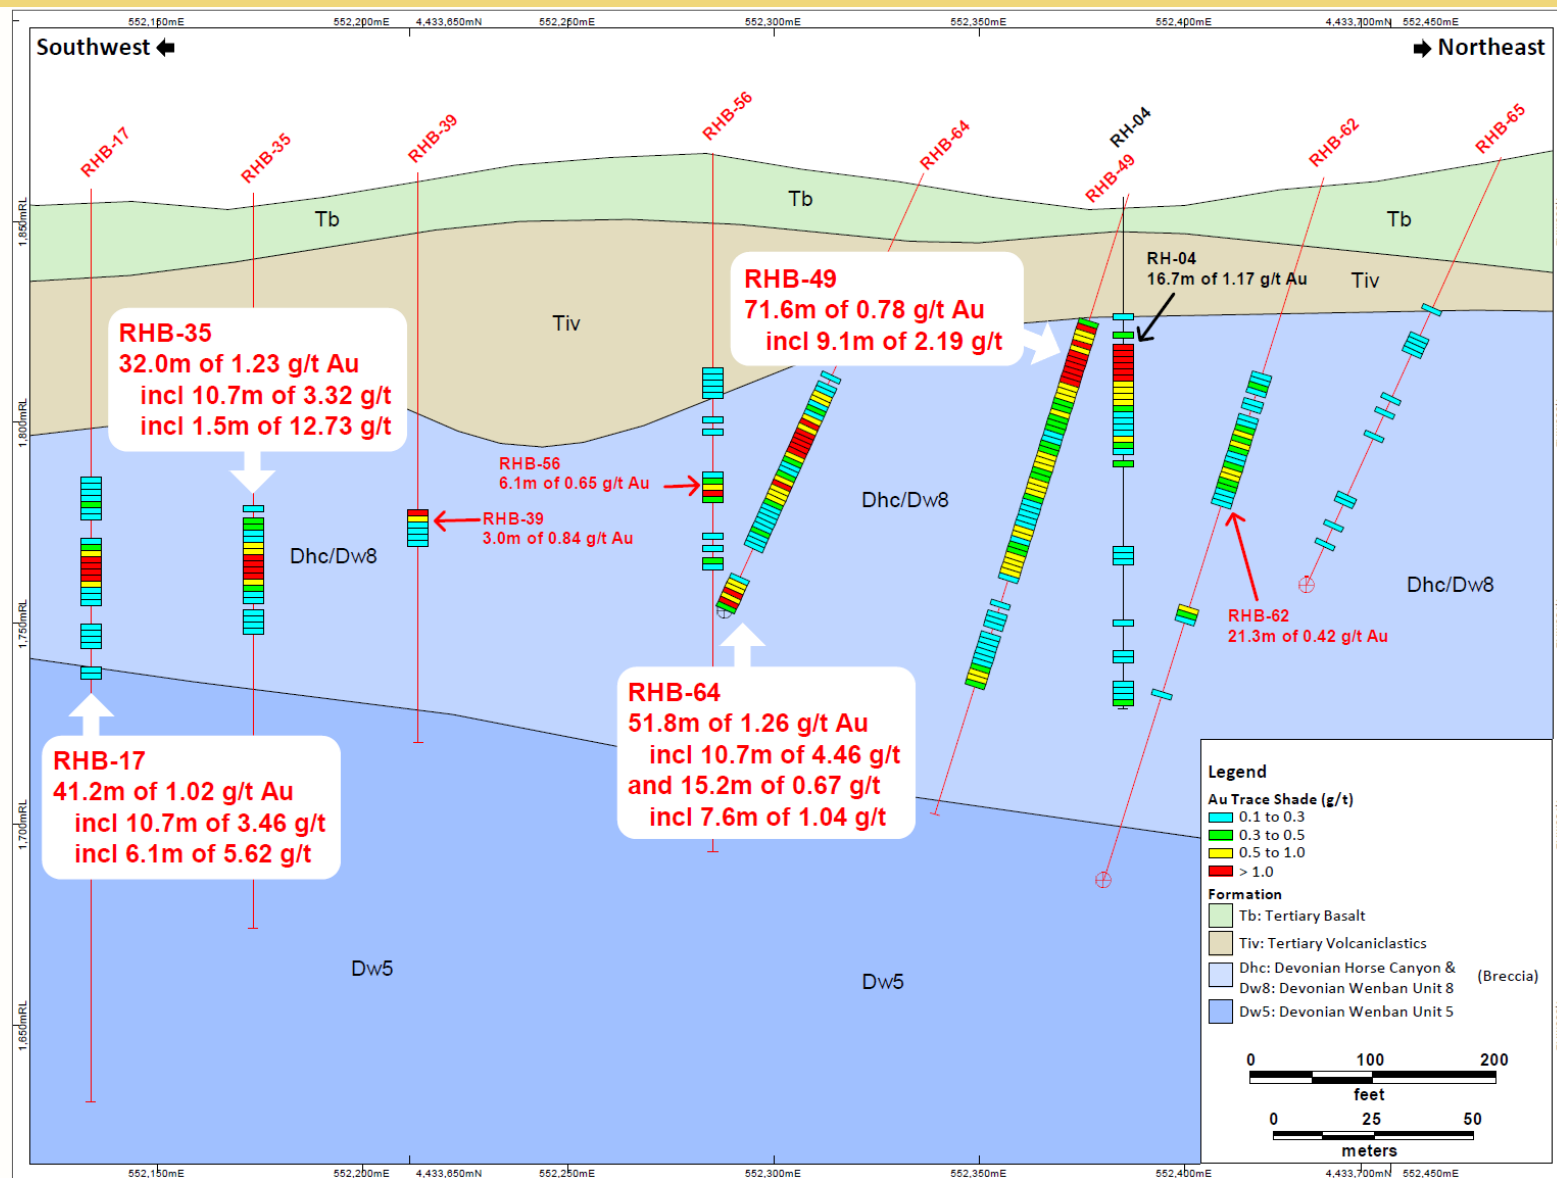 552,150mE 552,200mE 4,433,650mN 552,250mE 552,300mE 552,350mE 552,400mE 4,433,700mN 552,450mE
Southwest
Northeast
RHB-17
RHB-35
RHB-39
RHB-56
RHB-64
RH-04
RHB-49
RHB-62
RHB-65
1,850mRL
1,800mRL
1,750mRL
1,700mRL
1,650mRL
Tb
Tb
Tb
Tiv
Tiv
RH-04
16.7m of 1.17 g/t Au
RHB-49
71.6m of 0.78 g/t Au
incl 9.1m of 2.19 g/t
RHB-35
32.0m of 1.23 g/t Au
incl 10.7m of 3.32 g/t
incl 1.5m of 12.73 g/t
RHB-56
6.1m of 0.65 g/t Au
RHB-39
3.0m of 0.84 g/t Au
Dhc/Dw8
Dhc/Dw8
Dhc/Dw8
RHB-62
21.3m of 0.42 g/t Au
RHB-64
51.8m of 1.26 g/t Au
incl 10.7m of 4.46 g/t
and 15.2m of 0.67 g/t
incl 7.6m of 1.04 g/t
RHB-17
41.2m of 1.02 g/t Au
incl 10.7m of 3.46 g/t
incl 6.1m of 5.62 g/t
Dw5
Dw5
Legend
Au Trace Shade (g/t)
0.1 to 0.3
0.3 to 0.5
0.5 to 1.0
> 1.0
Formation
Tb: Tertiary Basalt
Tiv: Tertiary Volcaniclastics
Dhc: Devonian Horse Canyon &
Dw8: Devonian Wenban Unit 8 (Breccia)
Dw5: Devonian Wenban Unit 5
0 100 200
feet
0 25 50
meters
552,150mE 552,200mE 4,433,650mN 552,250mE 552,300mE 552,350mE 552,400mE 4,433,700mN 552,450mE